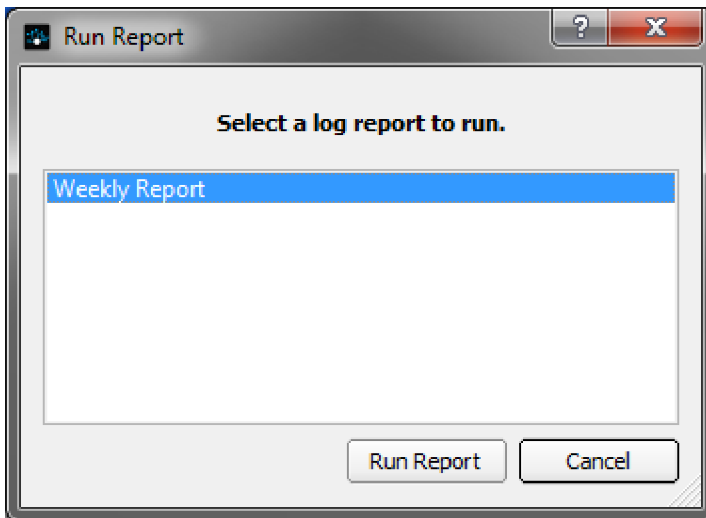 Run Report
?
X
Select a log report to run.
Weekly Report
Run Report
Cancel